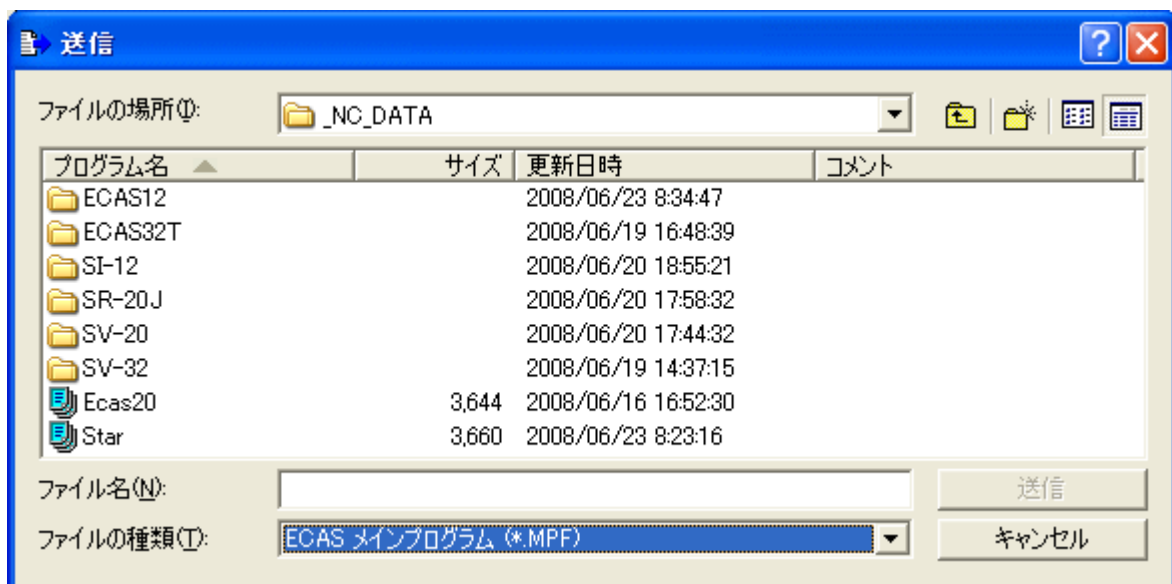 送信
ファイルの場所(I): _NC_DATA
プログラム名 サイズ 更新日時 コメント
ECAS12 2008/06/23 8:34:47
ECAS32T 2008/06/19 16:48:39
SI-12 2008/06/20 18:55:21
SR-20J 2008/06/20 17:58:32
SV-20 2008/06/20 17:44:32
SV-32 2008/06/19 14:37:15
Ecas20 3,644 2008/06/16 16:52:30
Star 3,660 2008/06/23 8:23:16
ファイル名(N): 送信
ファイルの種類(T): ECAS メインプログラム (*.MPF) キャンセル